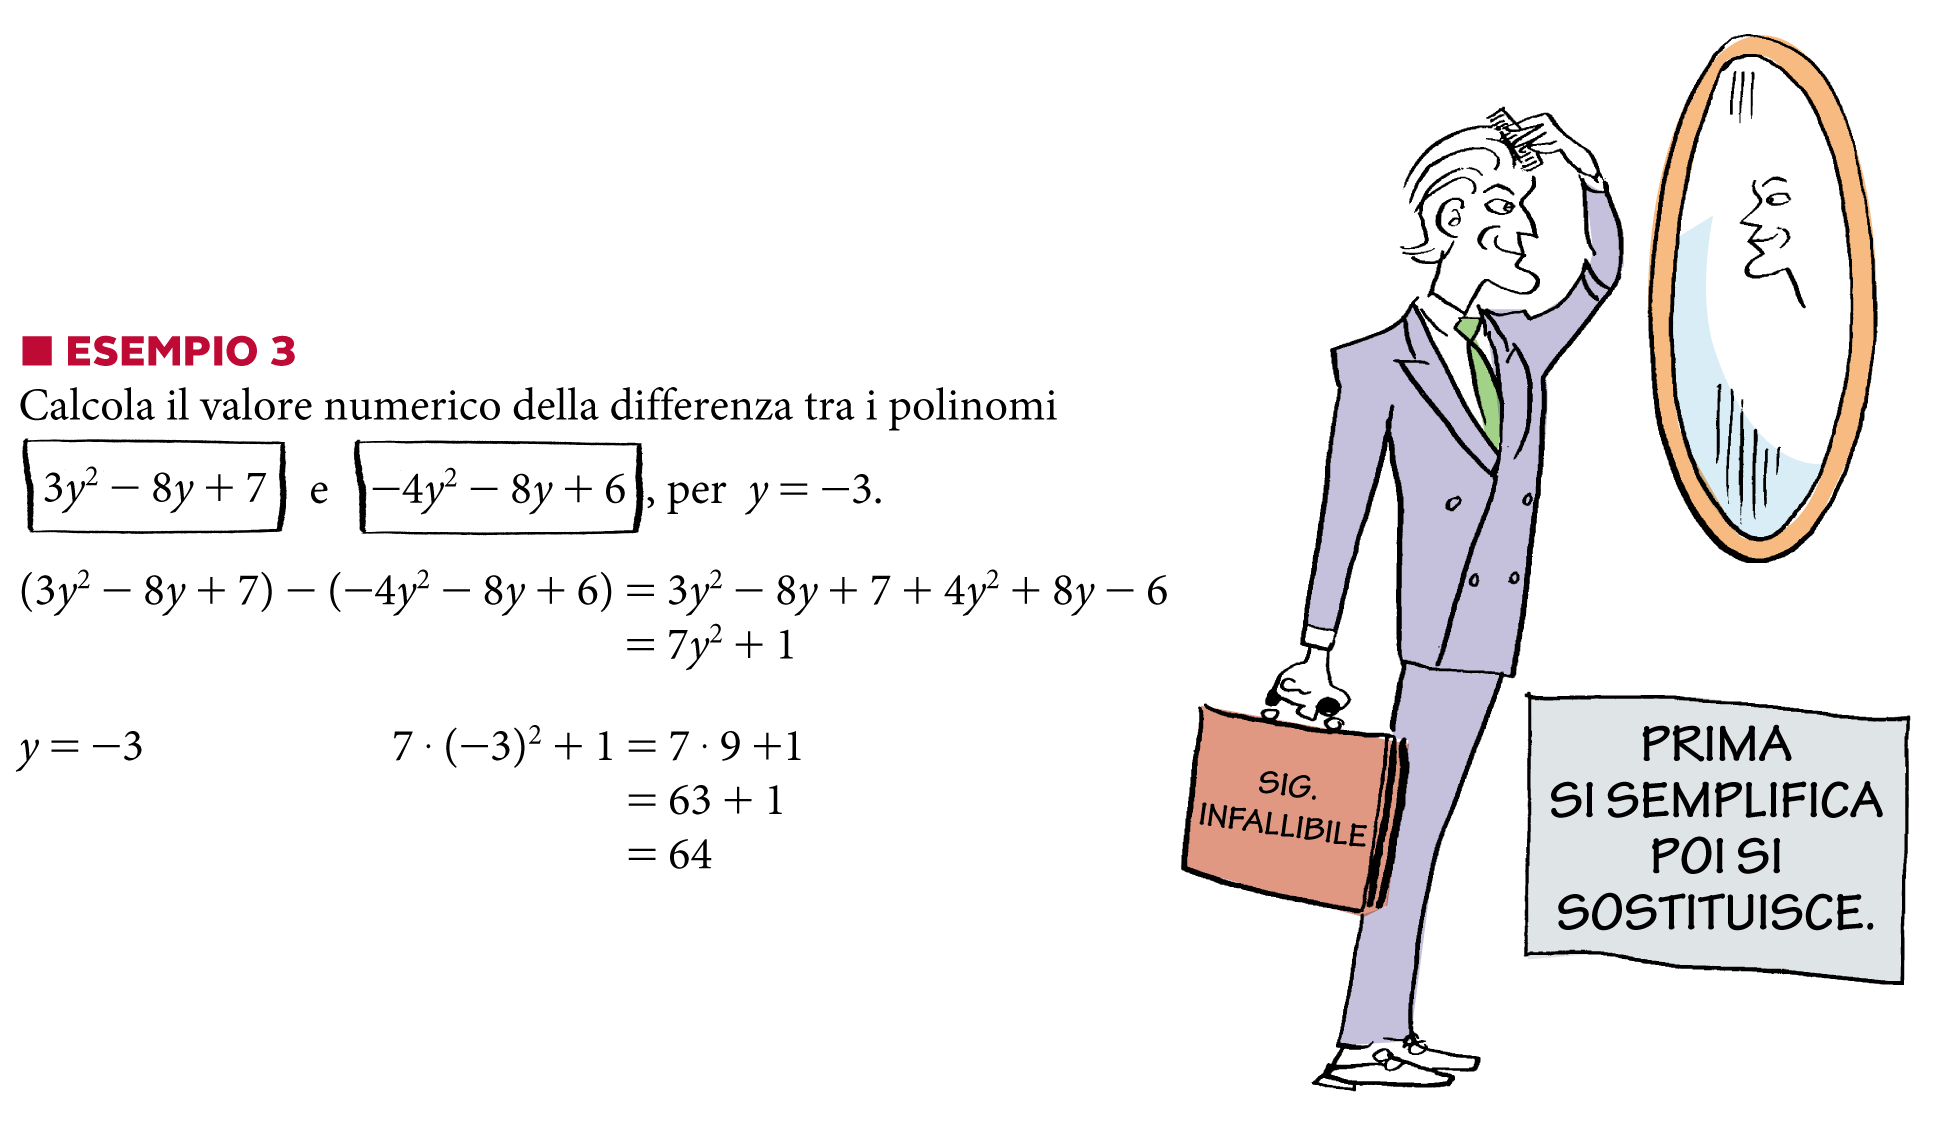 ■ ESEMPIO 3
Calcola il valore numerico della differenza tra i polinomi
3y² − 8y + 7 e −4y² − 8y + 6, per y = −3.
(3y² − 8y + 7) − (−4y² − 8y + 6) = 3y² − 8y + 7 + 4y² + 8y − 6
= 7y² + 1
y = −3 7 · (−3)² + 1 = 7 · 9 +1
= 63 + 1
= 64
SIG.
INFALLIBILE
PRIMA
SI SEMPLIFICA
POI SI
SOSTITUISCE.